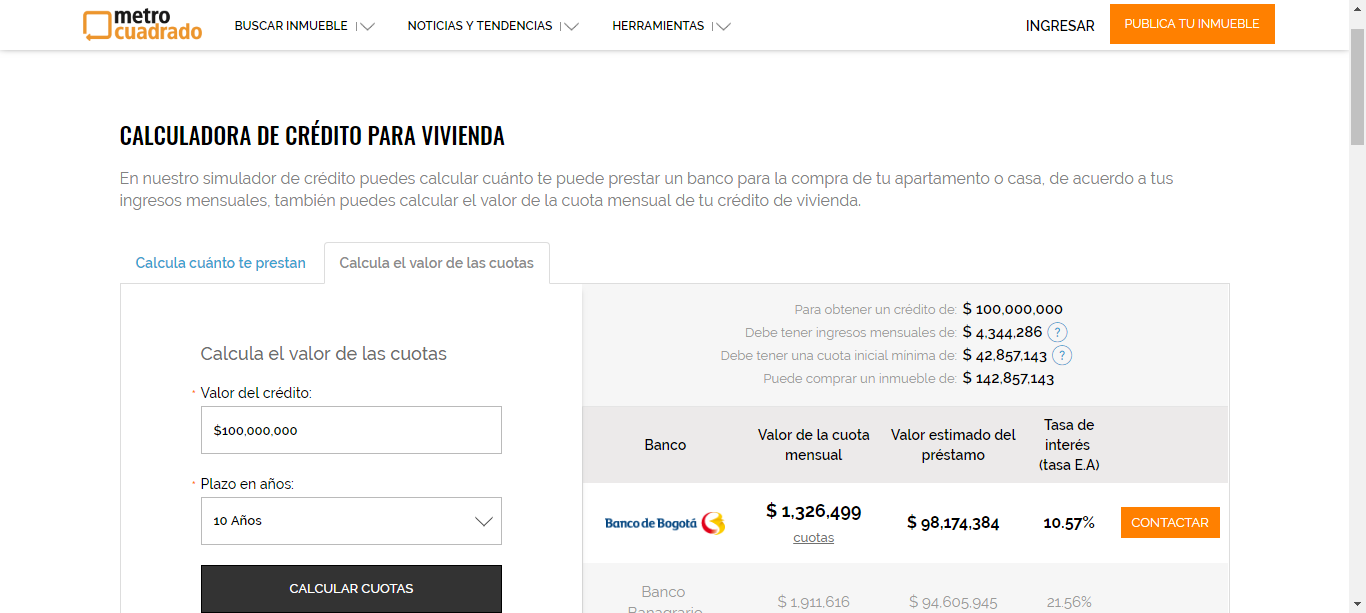 metro
cuadrado
BUSCAR INMUEBLE
NOTICIAS Y TENDENCIAS
HERRAMIENTAS
INGRESAR
PUBLICA TU INMUEBLE
CALCULADORA DE CRÉDITO PARA VIVIENDA
En nuestro simulador de crédito puedes calcular cuánto te puede prestar un banco para la compra de tu apartamento o casa, de acuerdo a tus
ingresos mensuales, también puedes calcular el valor de la cuota mensual de tu crédito de vivienda.
Calcula cuánto te prestan
Calcula el valor de las cuotas
Calcula el valor de las cuotas
* Valor del crédito:
$100,000,000
* Plazo en años:
10 Años
CALCULAR CUOTAS
Para obtener un crédito de: $ 100,000,000
Debe tener ingresos mensuales de: $ 4,344,286 ?
Debe tener una cuota inicial mínima de: $ 42,857,143 ?
Puede comprar un inmueble de: $ 142,857,143
Banco
Valor de la cuota
mensual
Valor estimado del
préstamo
Tasa de
interés
(tasa E.A)
Banco de Bogotá
$ 1,326,499
cuotas
$ 98,174,384
10.57%
CONTACTAR
Banco
Banagrario
$ 1,911,616
$ 94,605,945
21.56%